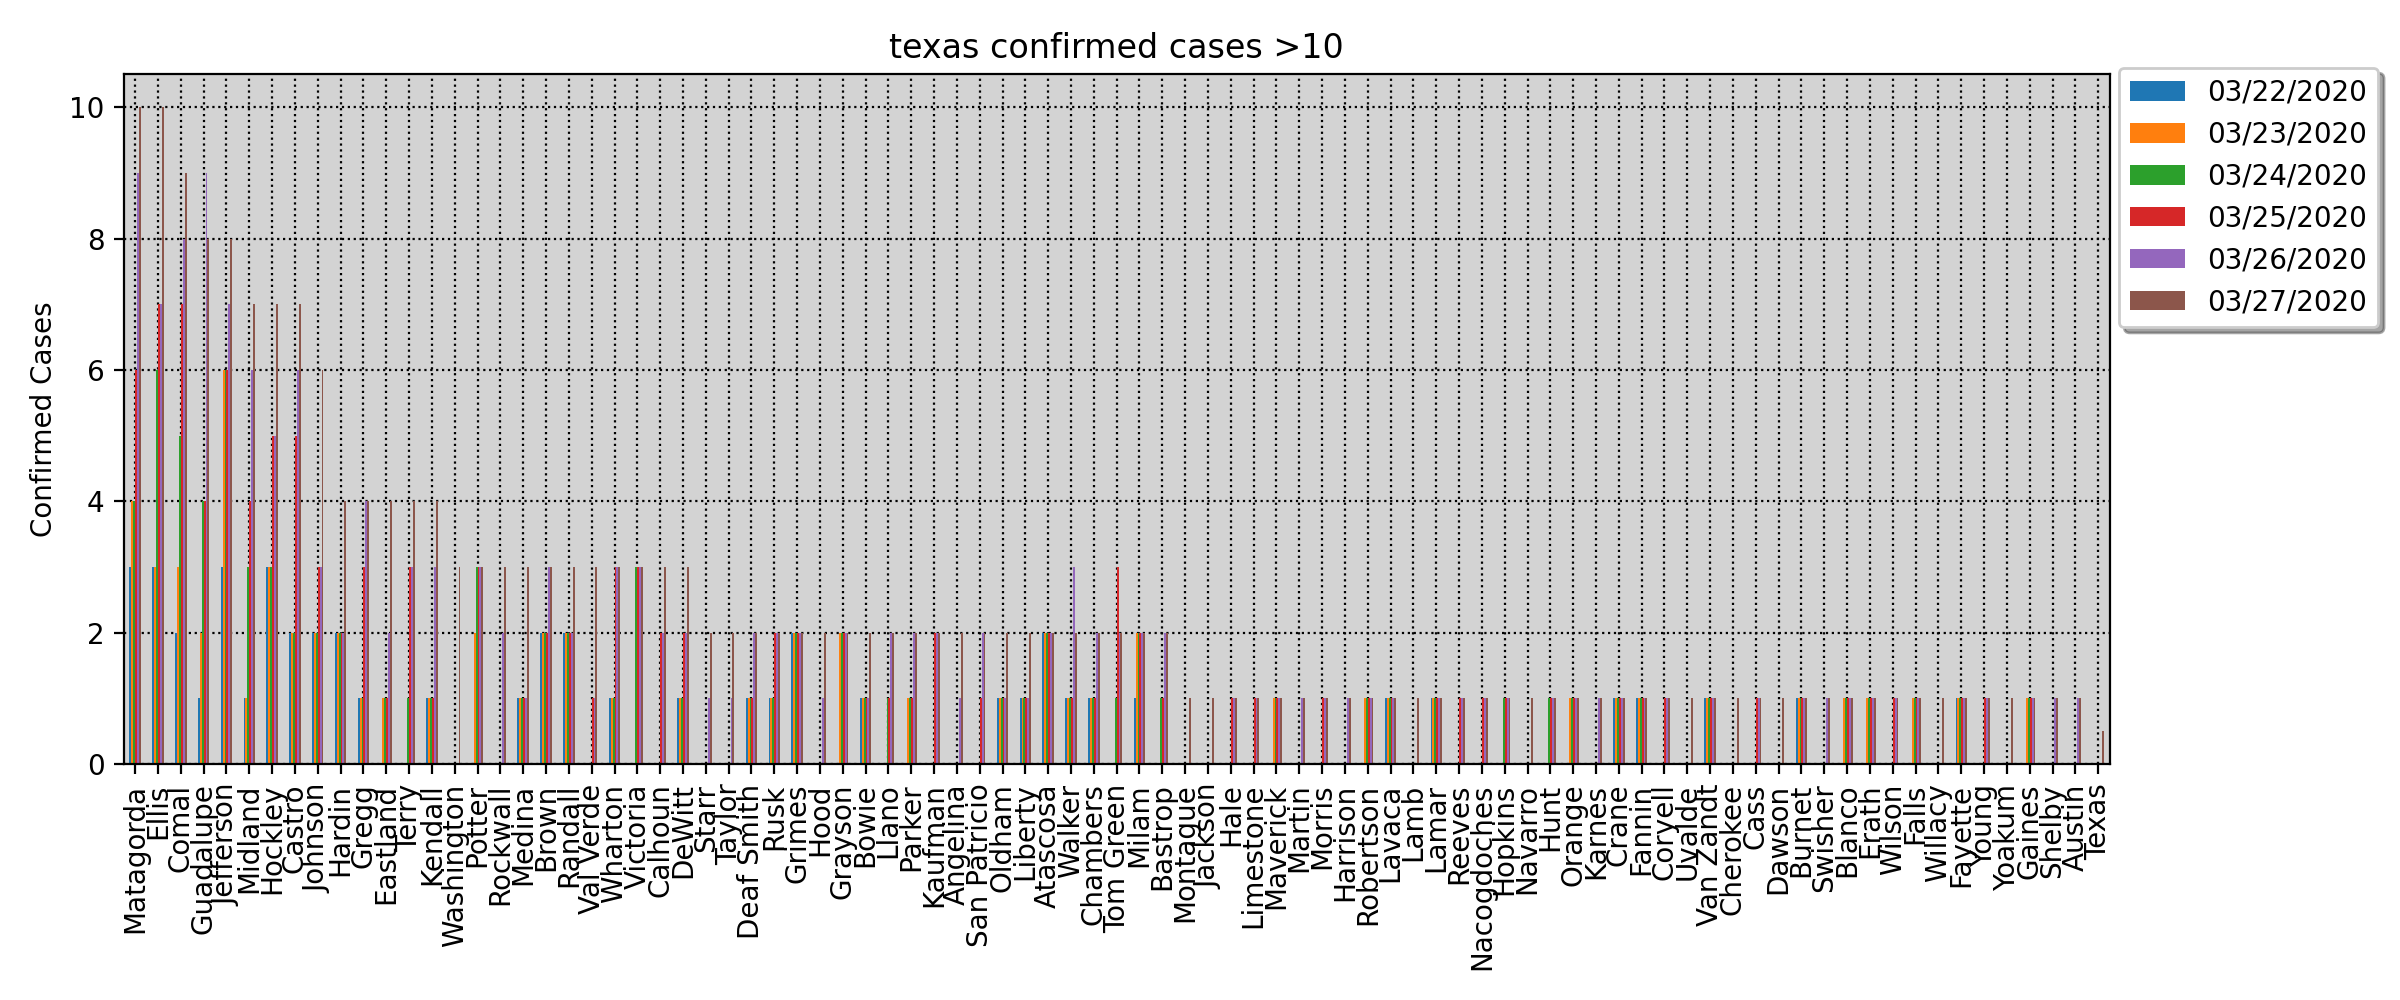 texas confirmed cases >10
Confirmed Cases
10
8
6
4
2
0
03/22/2020
03/23/2020
03/24/2020
03/25/2020
03/26/2020
03/27/2020
Matagorda
Ellis
Comal
Guadalupe
Jefferson
Midland
Hockley
Castro
Johnson
Hardin
Gregg
Eastland
Terry
Kendall
Washington
Potter
Rockwall
Medina
Brown
Randall
Val Verde
Wharton
Victoria
Calhoun
DeWitt
Starr
Taylor
Deaf Smith
Rusk
Grimes
Hood
Grayson
Bowie
Llano
Parker
Kaufman
Angelina
San Patricio
Oldham
Liberty
Atascosa
Walker
Chambers
Tom Green
Milam
Bastrop
Montague
Jackson
Hale
Limestone
Maverick
Martin
Morris
Harrison
Robertson
Lavaca
Lamb
Lamar
Reeves
Nacogdoches
Hopkins
Navarro
Hunt
Orange
Karnes
Crane
Fannin
Coryell
Uvalde
Van Zandt
Cherokee
Cass
Dawson
Burnet
Swisher
Blanco
Erath
Wilson
Falls
Willacy
Fayette
Young
Yoakum
Gaines
Shelby
Austin
Texas